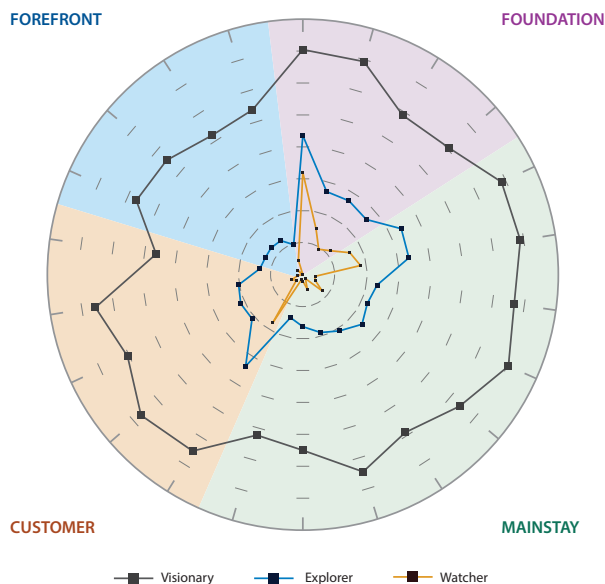 FOREFRONT
FOUNDATION
CUSTOMER
MAINSTAY
Visionary
Explorer
Watcher